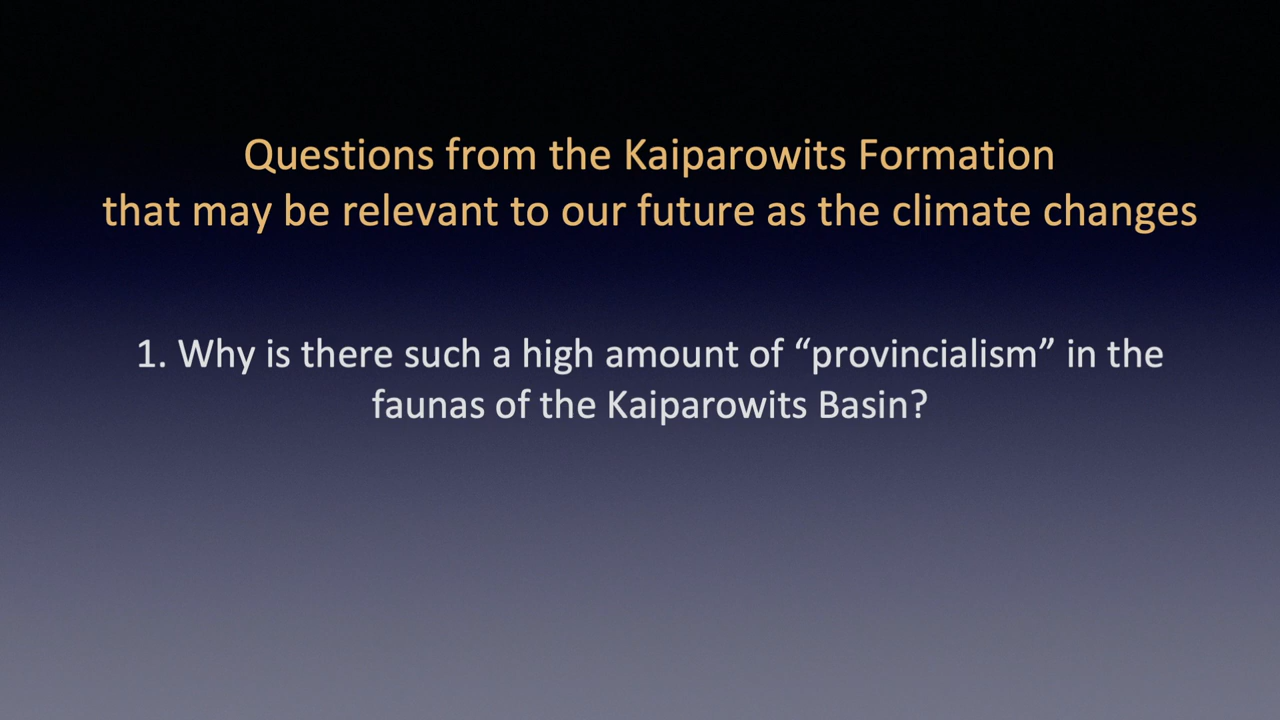 Questions from the Kaiparowits Formation
that may be relevant to our future as the climate changes
1. Why is there such a high amount of “provincialism” in the
faunas of the Kaiparowits Basin?